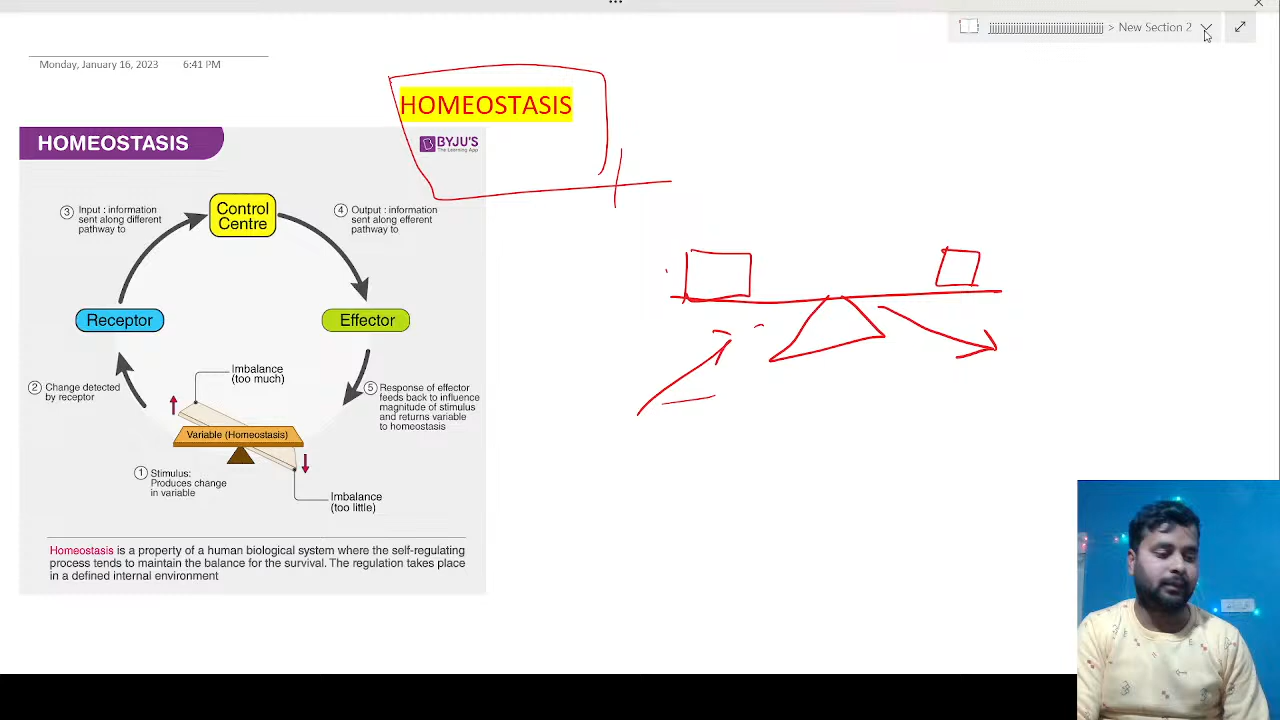 jjjjjjjjjjjjjjjjjjjjjjjjjjjjjjjjjjjjjj > New Section 2
Monday, January 16, 2023 6:41 PM
HOMEOSTASIS
HOMEOSTASIS
BYJU'S
The Learning App
3 Input : information
sent along different
pathway to
Control
Centre
4 Output : information
sent along efferent
pathway to
Receptor
Effector
2 Change detected
by receptor
Imbalance
(too much)
5 Response of effector
feeds back to influence
magnitude of stimulus
and returns variable
to homeostasis
Variable (Homeostasis)
1 Stimulus:
Produces change
in variable
Imbalance
(too little)
Homeostasis is a property of a human biological system where the self-regulating
process tends to maintain the balance for the survival. The regulation takes place
in a defined internal environment